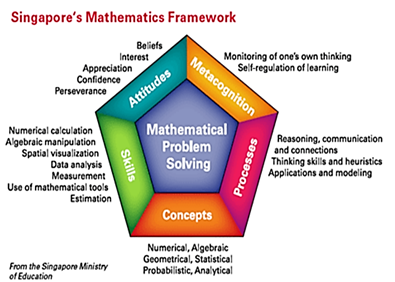 Singapore's Mathematics Framework
Beliefs
Interest
Appreciation
Confidence
Perseverance
Attitudes
Metacognition
Monitoring of one's own thinking
Self-regulation of learning
Numerical calculation
Algebraic manipulation
Spatial visualization
Data analysis
Measurement
Use of mathematical tools
Estimation
Skills
Mathematical
Problem
Solving
Processes
Reasoning, communication
and connections
Thinking skills and heuristics
Applications and modeling
Concepts
Numerical, Algebraic
Geometrical, Statistical
Probabilistic, Analytical
From the Singapore Ministry
of Education